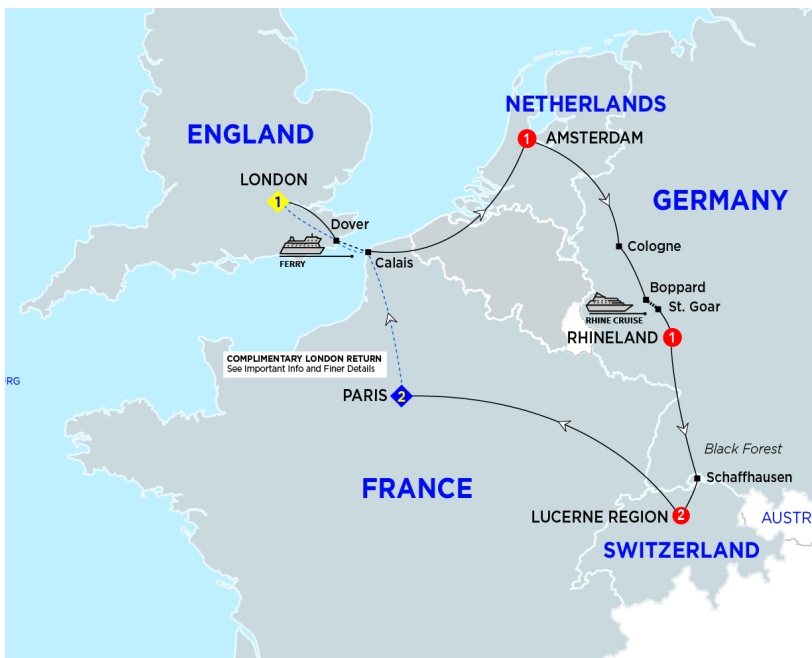 NETHERLANDS
ENGLAND
1 AMSTERDAM
LONDON
1
GERMANY
Dover
Cologne
FERRY
Calais
Boppard
St. Goar
RHINE CRUISE
RHINELAND 1
COMPLIMENTARY LONDON RETURN
See Important Info and Finer Details
URG
PARIS 2
Black Forest
Schaffhausen
FRANCE
LUCERNE REGION 2
AUSTR
SWITZERLAND